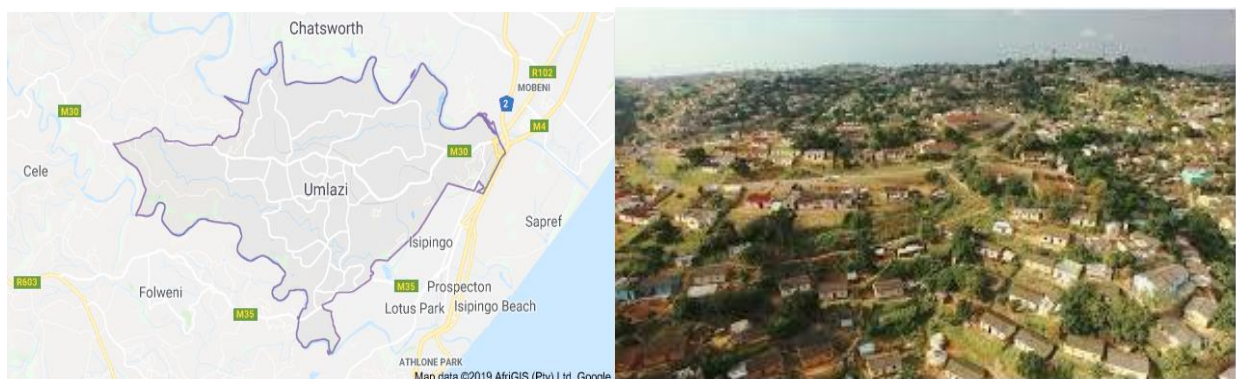 Chatsworth
R102
MOBENI
2
M30
M4
M30
Cele
Umlazi
Sapref
Isipingo
R603
Folweni
M35
Prospecton
M35
Lotus Park
Isipingo Beach
ATHLONE PARK
Map data ©2019 AfriGIS (Pty) Ltd, Google